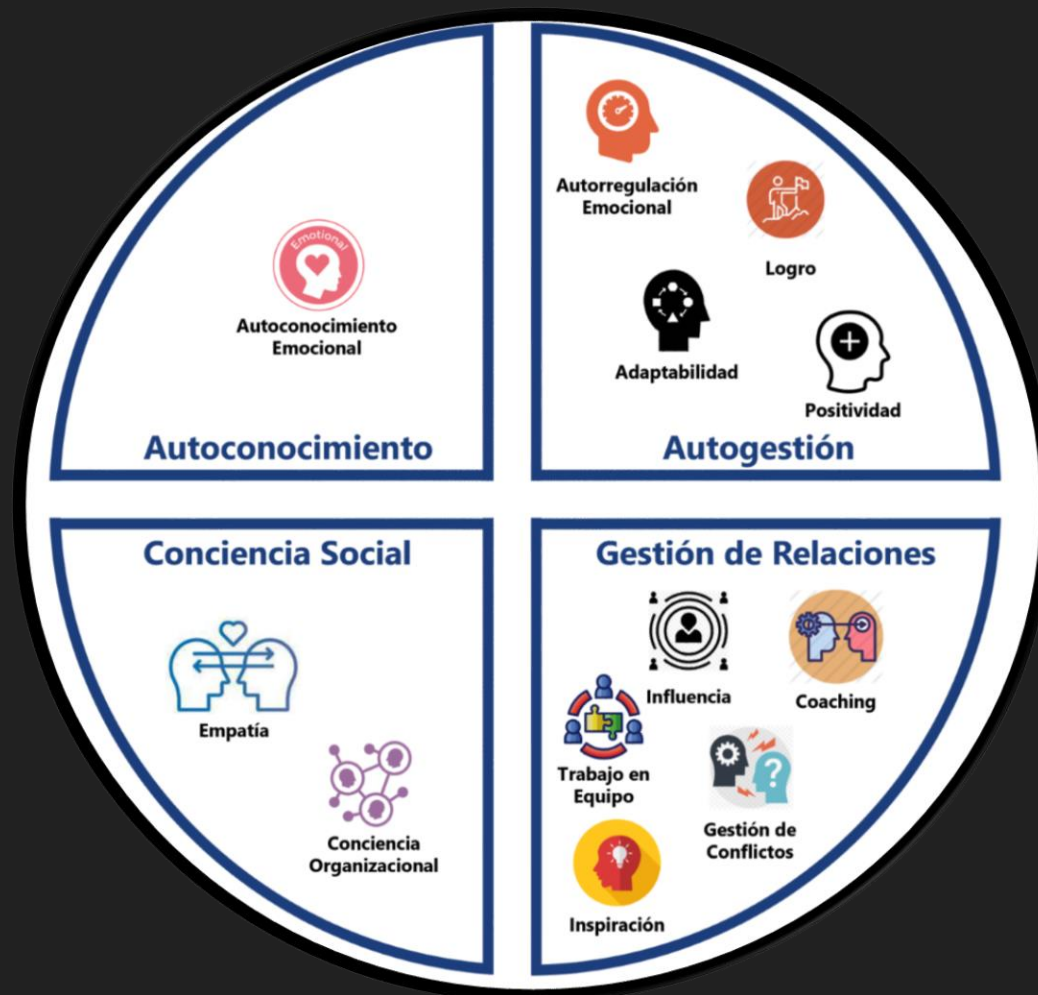 Emotional
Autoconocimiento
Emocional
Autoconocimiento
Autorregulación
Emocional
Logro
Adaptabilidad
Positividad
Autogestión
Conciencia Social
Empatía
Conciencia
Organizacional
Gestión de Relaciones
Influencia
Coaching
Trabajo en
Equipo
?
Gestión de
Conflictos
Inspiración